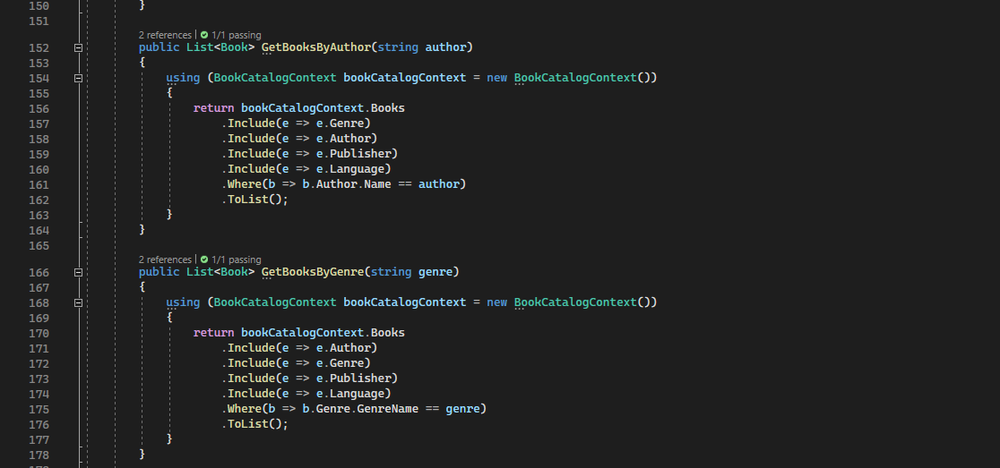 150 }
151
2 references | 1/1 passing
152 public List<Book> GetBooksByAuthor(string author)
153 {
154 using (BookCatalogContext bookCatalogContext = new BookCatalogContext())
155 {
156 return bookCatalogContext.Books
157 .Include(e => e.Genre)
158 .Include(e => e.Author)
159 .Include(e => e.Publisher)
160 .Include(e => e.Language)
161 .Where(b => b.Author.Name == author)
162 .ToList();
163 }
164 }
165
2 references | 1/1 passing
166 public List<Book> GetBooksByGenre(string genre)
167 {
168 using (BookCatalogContext bookCatalogContext = new BookCatalogContext())
169 {
170 return bookCatalogContext.Books
171 .Include(e => e.Author)
172 .Include(e => e.Genre)
173 .Include(e => e.Publisher)
174 .Include(e => e.Language)
175 .Where(b => b.Genre.GenreName == genre)
176 .ToList();
177 }
178 }